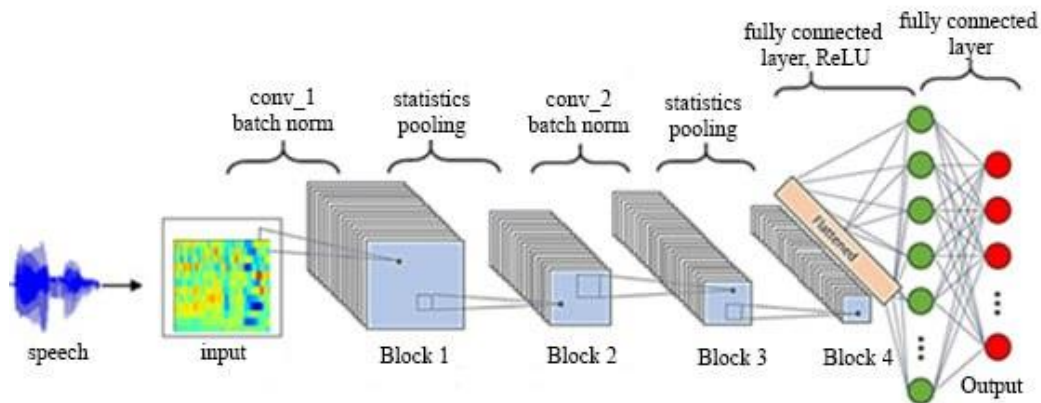 fully connected
layer, ReLU
fully connected
layer
conv_1
batch norm
statistics
pooling
conv_2
batch norm
statistics
pooling
Flattened
speech
input
Block 1
Block 2
Block 3
Block 4
Output